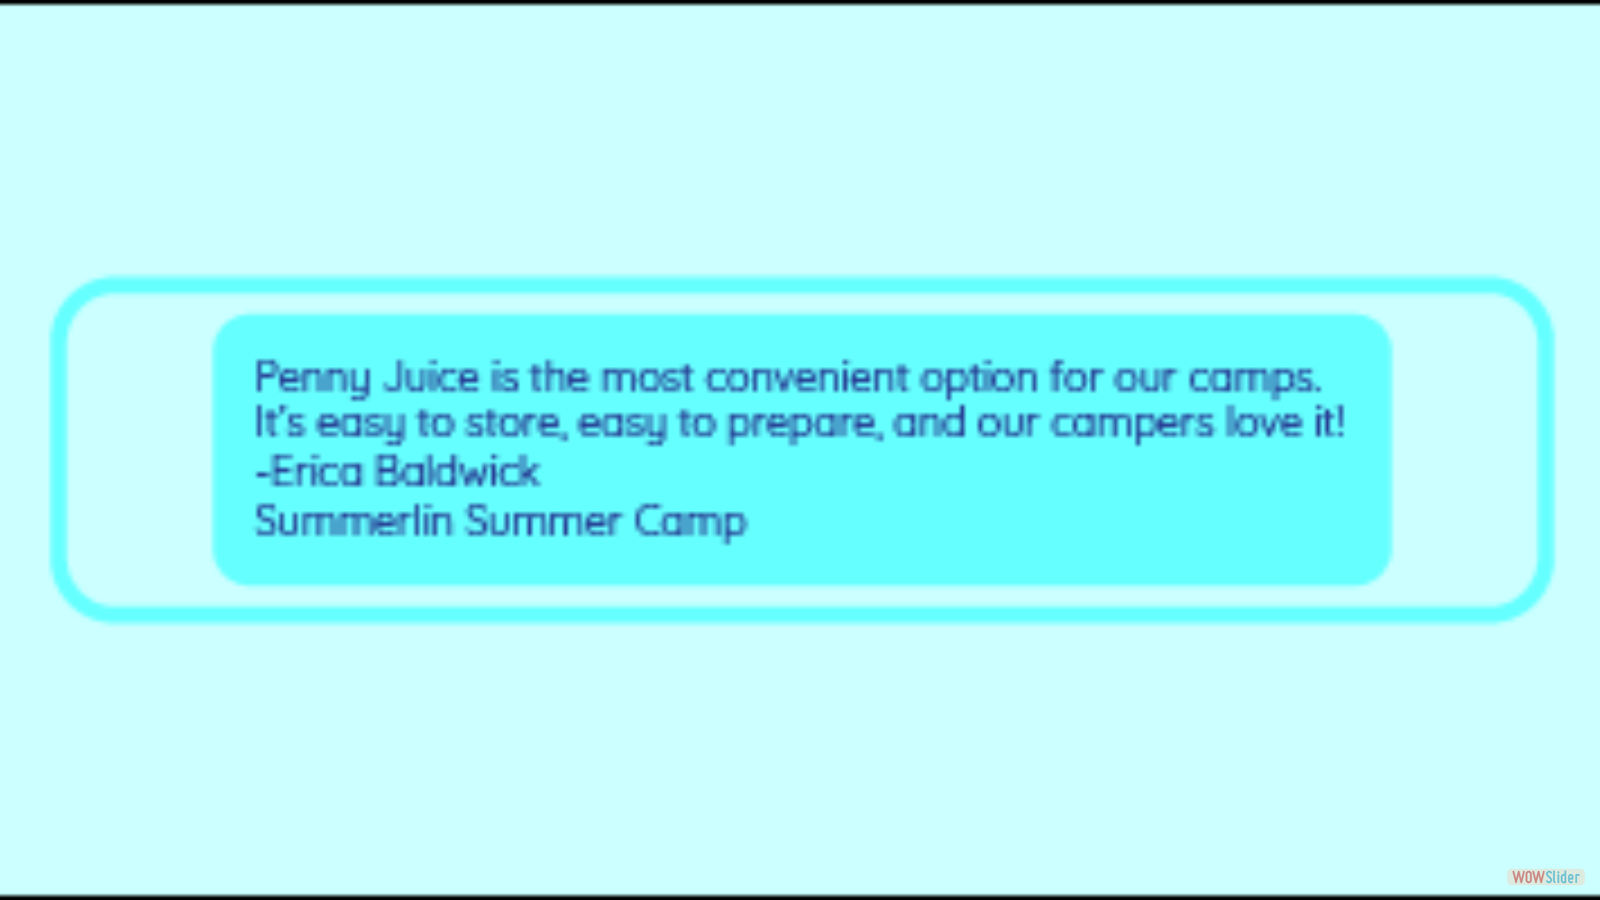 Penny Juice is the most convenient option for our camps.
It's easy to store, easy to prepare, and our campers love it!
-Erica Baldwick
Summerlin Summer Camp
WOWSlider